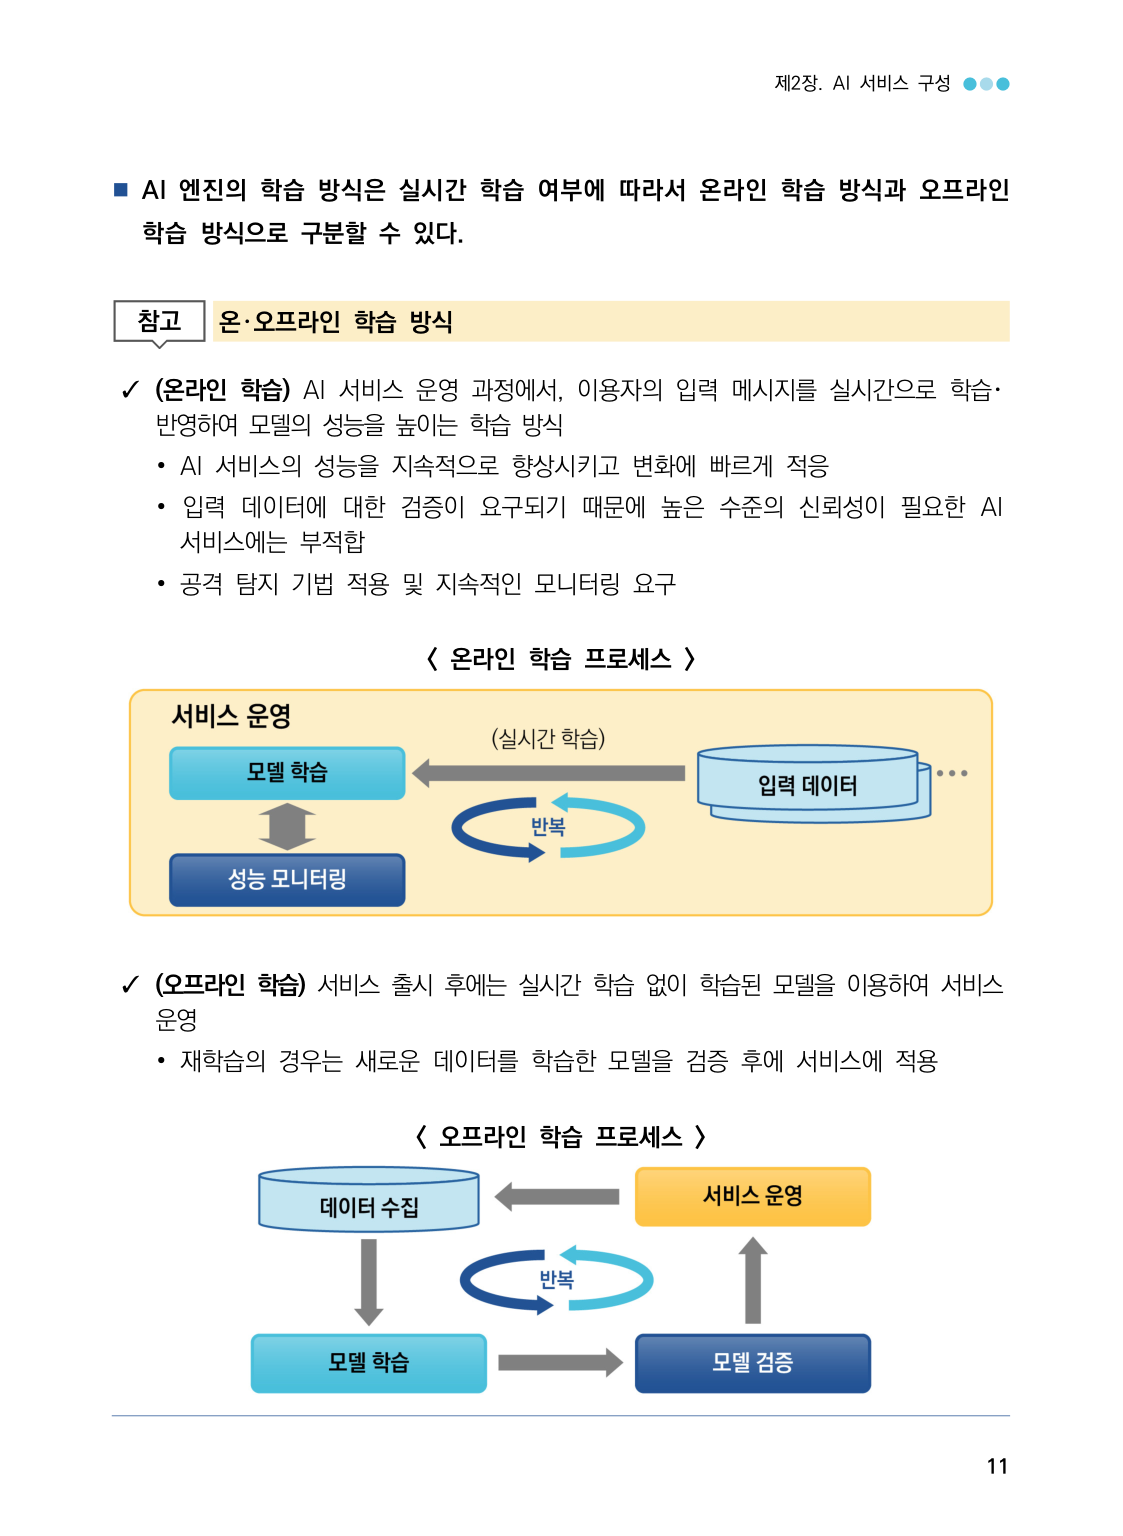 제2장. AI 서비스 구성
■ AI 엔진의 학습 방식은 실시간 학습 여부에 따라서 온라인 학습 방식과 오프라인
학습 방식으로 구분할 수 있다.
참고 온·오프라인 학습 방식
✓ (온라인 학습) AI 서비스 운영 과정에서, 이용자의 입력 메시지를 실시간으로 학습·
반영하여 모델의 성능을 높이는 학습 방식
• AI 서비스의 성능을 지속적으로 향상시키고 변화에 빠르게 적응
• 입력 데이터에 대한 검증이 요구되기 때문에 높은 수준의 신뢰성이 필요한 AI
서비스에는 부적합
• 공격 탐지 기법 적용 및 지속적인 모니터링 요구
〈 온라인 학습 프로세스 〉
서비스 운영
(실시간 학습)
모델 학습
입력 데이터
반복
성능 모니터링
✓ (오프라인 학습) 서비스 출시 후에는 실시간 학습 없이 학습된 모델을 이용하여 서비스
운영
• 재학습의 경우는 새로운 데이터를 학습한 모델을 검증 후에 서비스에 적용
〈 오프라인 학습 프로세스 〉
데이터 수집
서비스 운영
반복
모델 학습
모델 검증
11